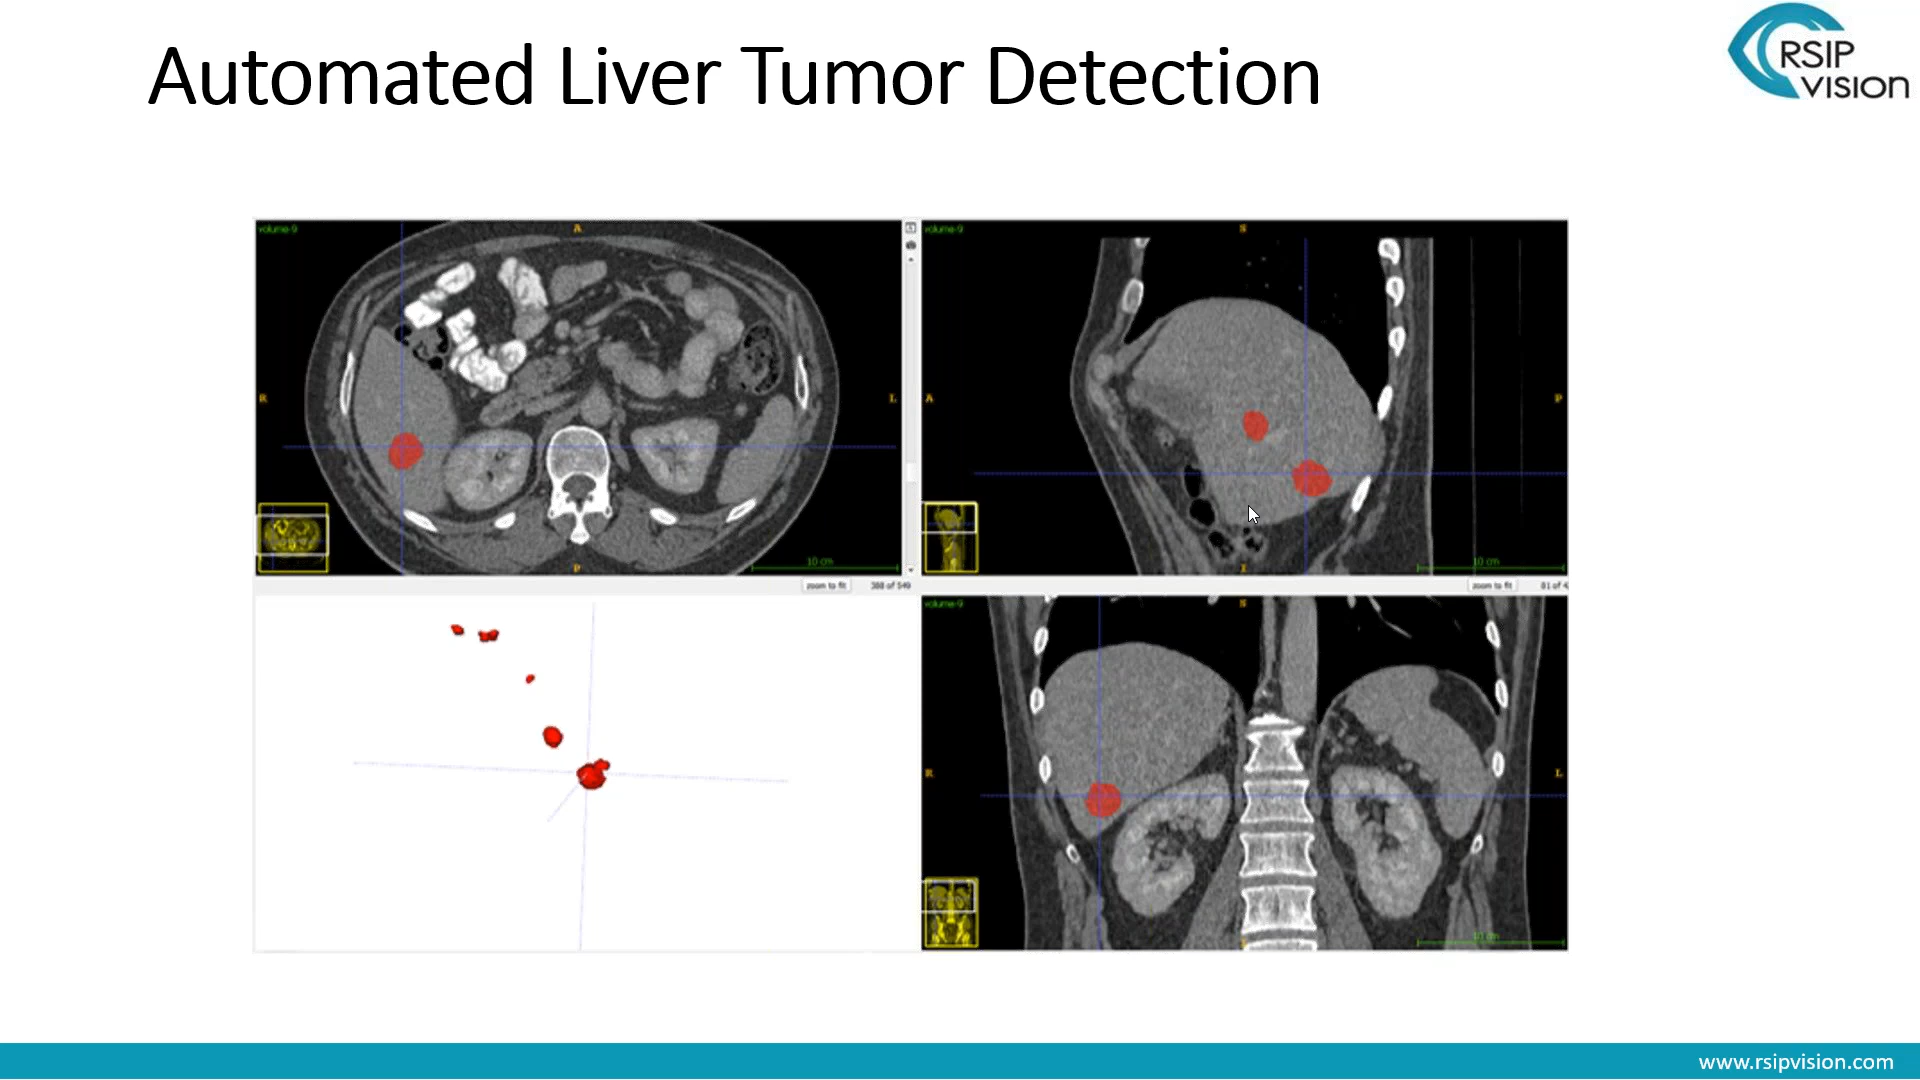 Automated Liver Tumor Detection
RSIP
VISION
volume-9
A
R
L
P
10 cm
zoom to fit
388 of 549
volume-9
S
A
P
I
10 cm
zoom to fit
81 of 4
volume-9
S
R
L
10 cm
www.rsipvision.com